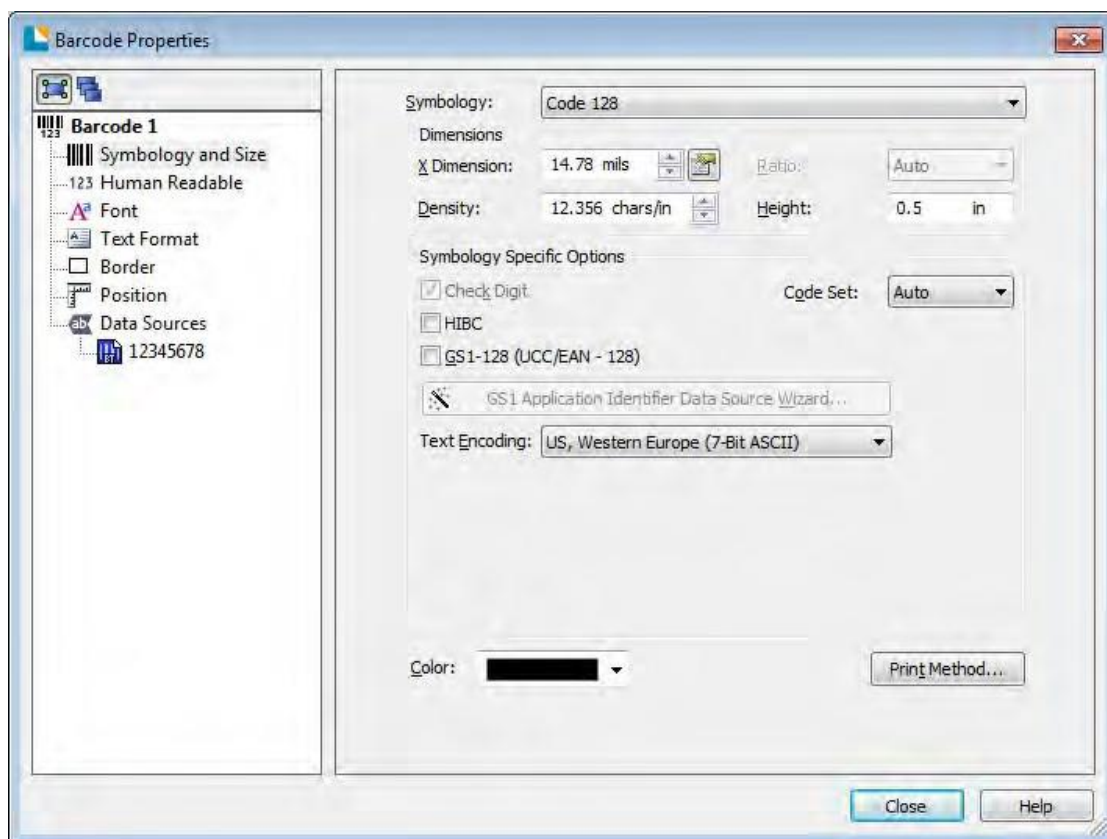 Barcode Properties
Barcode 1
Symbology and Size
123 Human Readable
Font
Text Format
Border
Position
Data Sources
12345678
Symbology: Code 128
Dimensions
X Dimension: 14.78 mils Ratio: Auto
Density: 12.356 chars/in Height: 0.5 in
Symbology Specific Options
Check Digit Code Set: Auto
HIBC
GS1-128 (UCC/EAN - 128)
GS1 Application Identifier Data Source Wizard...
Text Encoding: US, Western Europe (7-Bit ASCII)
Color: Print Method...
Close Help